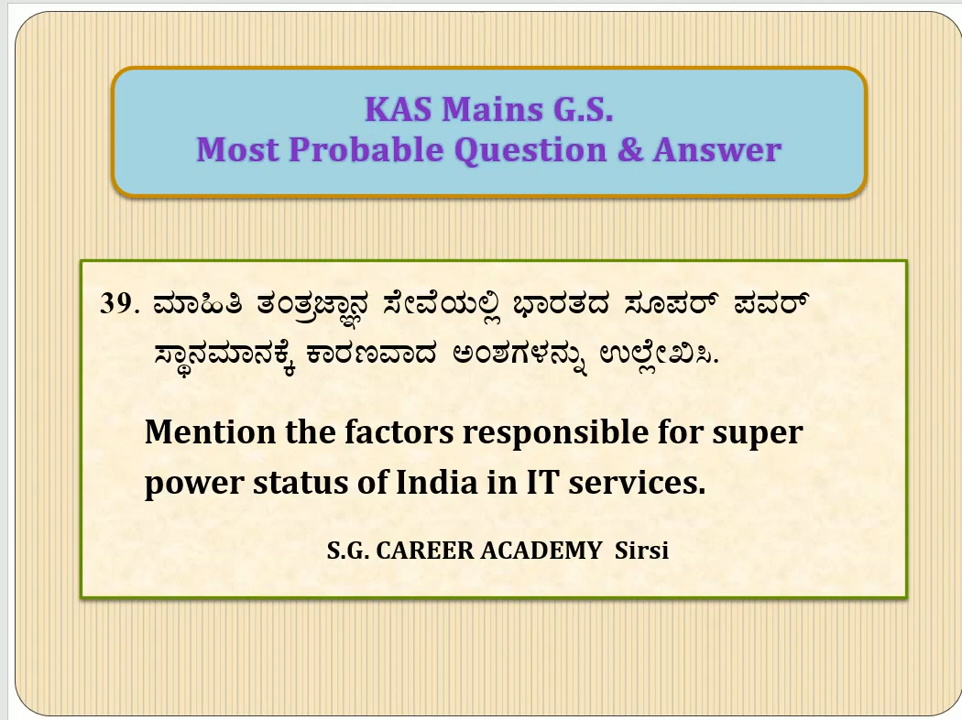 KAS Mains G.S.
Most Probable Question & Answer
39. ಮಾಹಿತಿ ತಂತ್ರಜ್ಞಾನ ಸೇವೆಯಲ್ಲಿ ಭಾರತದ ಸೂಪರ್ ಪವರ್
ಸ್ಥಾನಮಾನಕ್ಕೆ ಕಾರಣವಾದ ಅಂಶಗಳನ್ನು ಉಲ್ಲೇಖಿಸಿ.
Mention the factors responsible for super
power status of India in IT services.
S.G. CAREER ACADEMY Sirsi